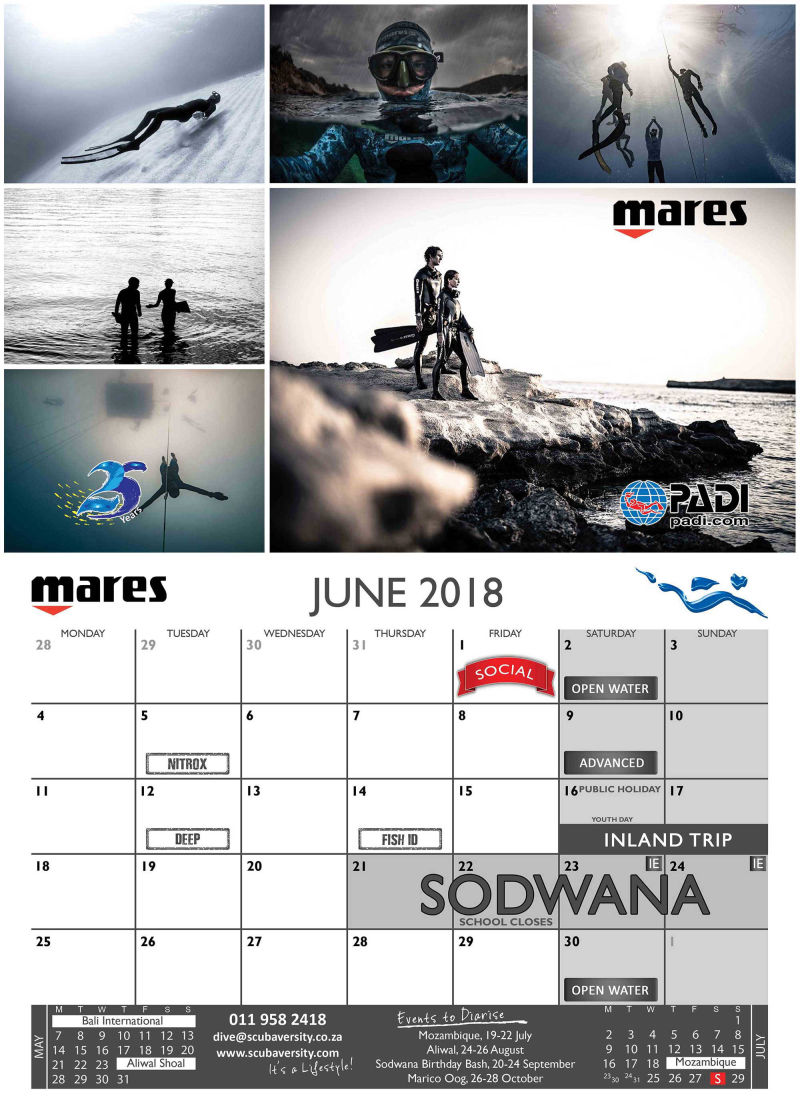 mares
mares
25
Years
PADI
padi.com
mares
JUNE 2018
MONDAY TUESDAY WEDNESDAY THURSDAY FRIDAY SATURDAY SUNDAY
28 29 30 31 1 2 3
SOCIAL
OPEN WATER
4 5 6 7 8 9 10
NITROX
ADVANCED
11 12 13 14 15 16 PUBLIC HOLIDAY 17
YOUTH DAY
DEEP
FISH ID
INLAND TRIP
18 19 20 21 22 23 IE 24 IE
SODWANA
SCHOOL CLOSES
25 26 27 28 29 30 1
OPEN WATER
MAY
M T W T F S S
Bali International
7 8 9 10 11 12 13
14 15 16 17 18 19 20
21 22 23 Aliwal Shoal
28 29 30 31
011 958 2418
dive@scubaversity.co.za
www.scubaversity.com
It's a Lifestyle!
Events to Diarise
Mozambique, 19-22 July
Aliwal, 24-26 August
Sodwana Birthday Bash, 20-24 September
Marico Oog, 26-28 October
M T W T F S S
1
2 3 4 5 6 7 8
9 10 11 12 13 14 15
16 17 18 Mozambique
23 30 24 31 25 26 27 S 29
JULY